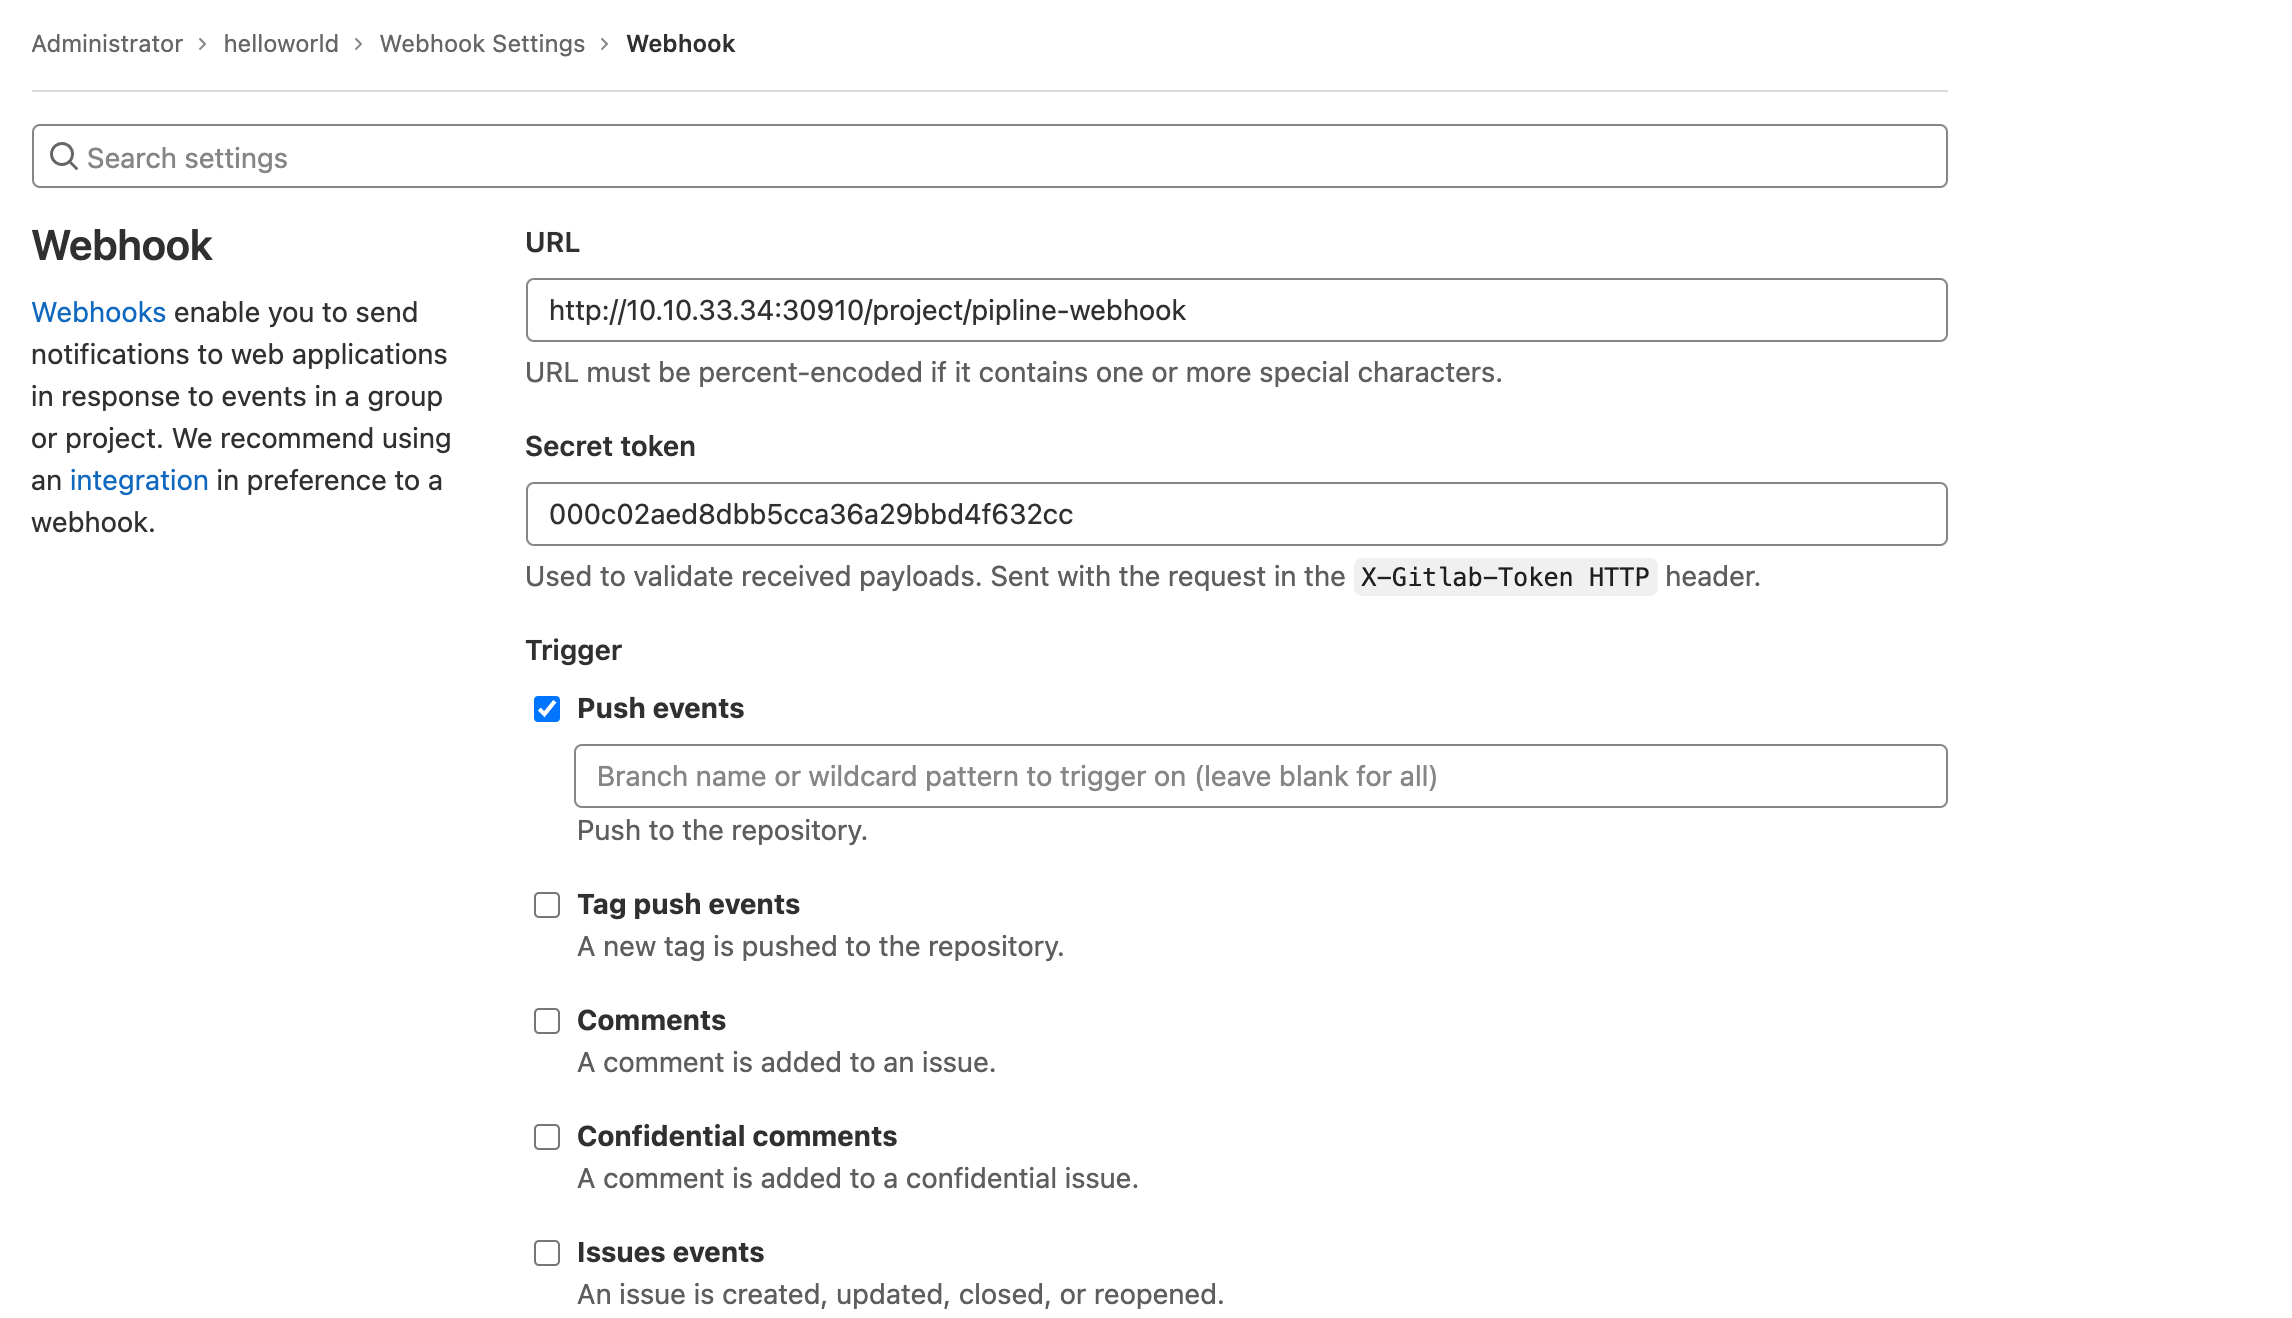 Administrator > helloworld > Webhook Settings > Webhook
Search settings
Webhook
Webhooks enable you to send
notifications to web applications
in response to events in a group
or project. We recommend using
an integration in preference to a
webhook.
URL
http://10.10.33.34:30910/project/pipline-webhook
URL must be percent-encoded if it contains one or more special characters.
Secret token
000c02aed8dbb5cca36a29bbd4f632cc
Used to validate received payloads. Sent with the request in the X-Gitlab-Token HTTP header.
Trigger
Push events
Branch name or wildcard pattern to trigger on (leave blank for all)
Push to the repository.
Tag push events
A new tag is pushed to the repository.
Comments
A comment is added to an issue.
Confidential comments
A comment is added to a confidential issue.
Issues events
An issue is created, updated, closed, or reopened.